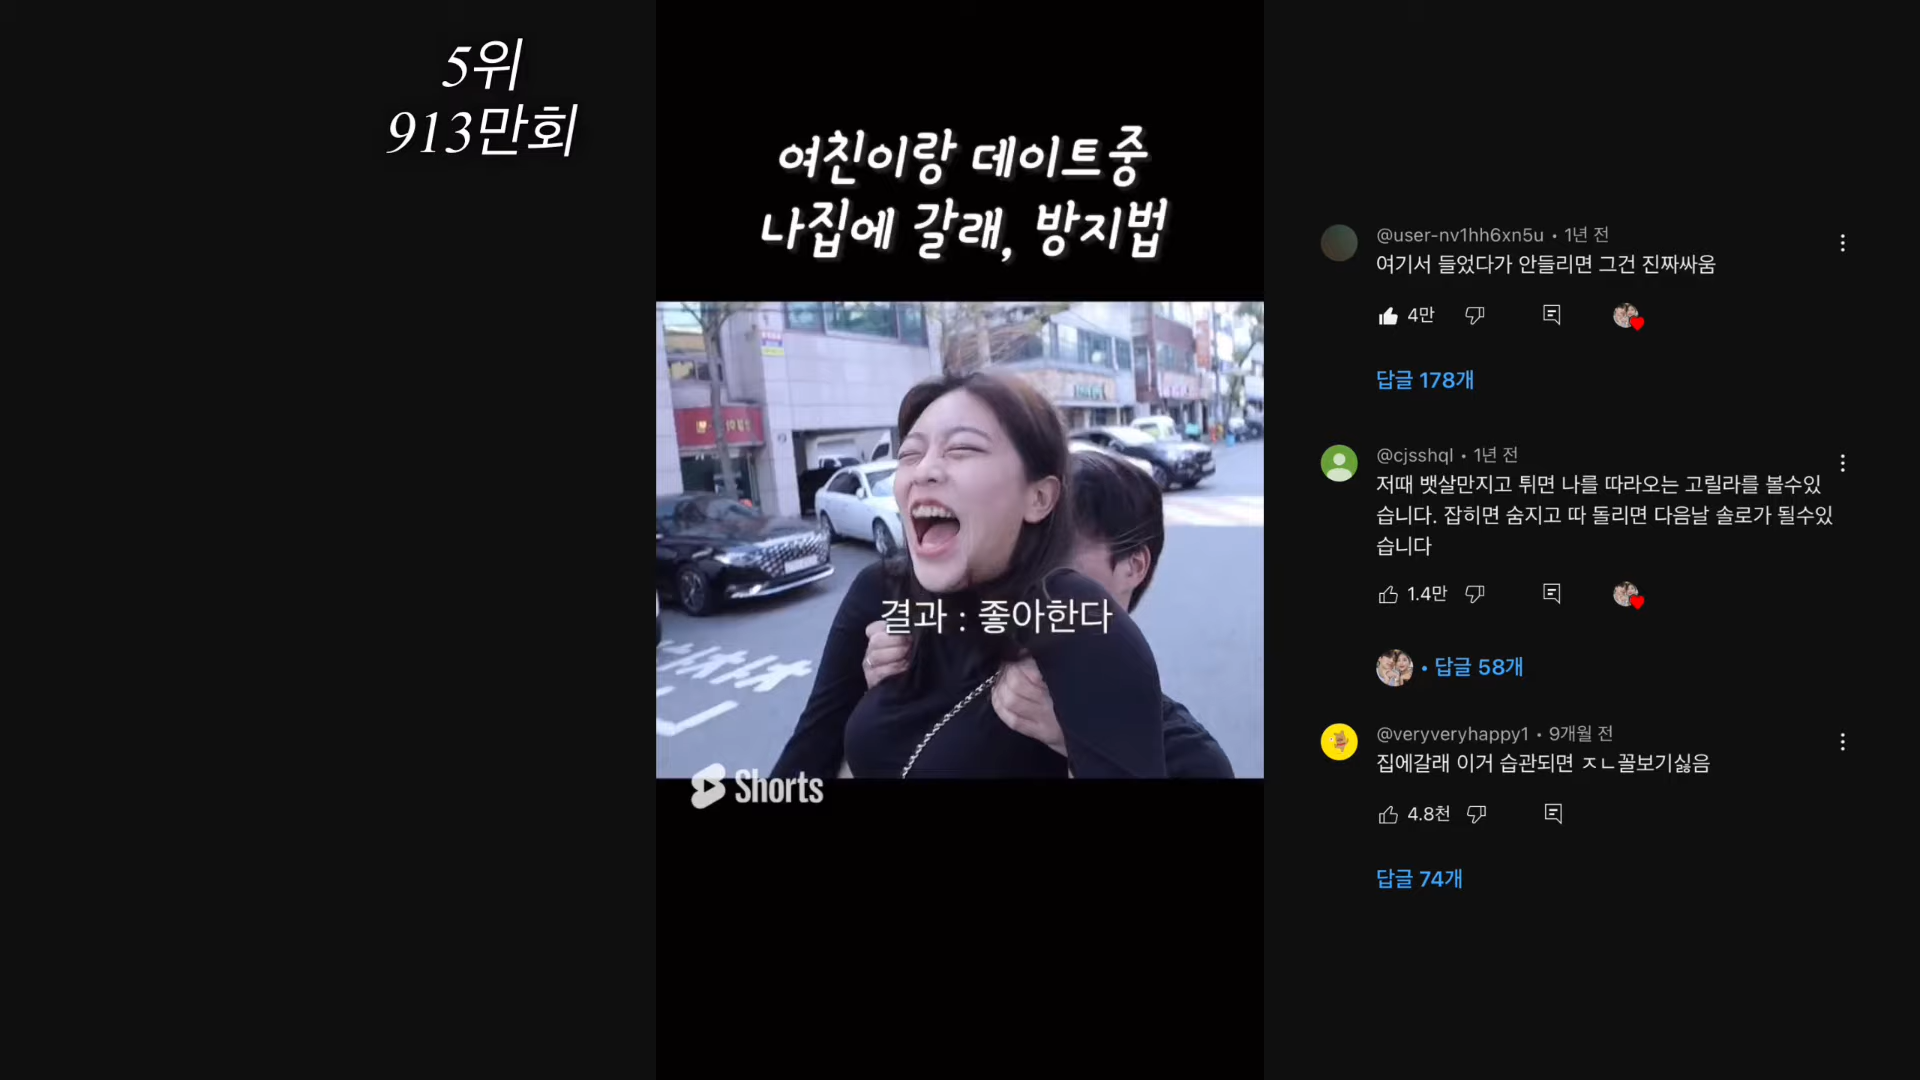 5위
913만회
여친이랑 데이트중
나집에 갈래, 방지법
결과 : 좋아한다
Shorts
@user-nv1hh6xn5u • 1년 전
여기서 들었다가 안들리면 그건 진짜싸움
4만
답글 178개
@cjsshql • 1년 전
저때 뱃살만지고 튀면 나를 따라오는 고릴라를 볼수있
습니다. 잡히면 숨지고 따 돌리면 다음날 솔로가 될수있
습니다
1.4만
• 답글 58개
@veryveryhappy1 • 9개월 전
집에갈래 이거 습관되면 ㅈㄴ꼴보기싫음
4.8천
답글 74개